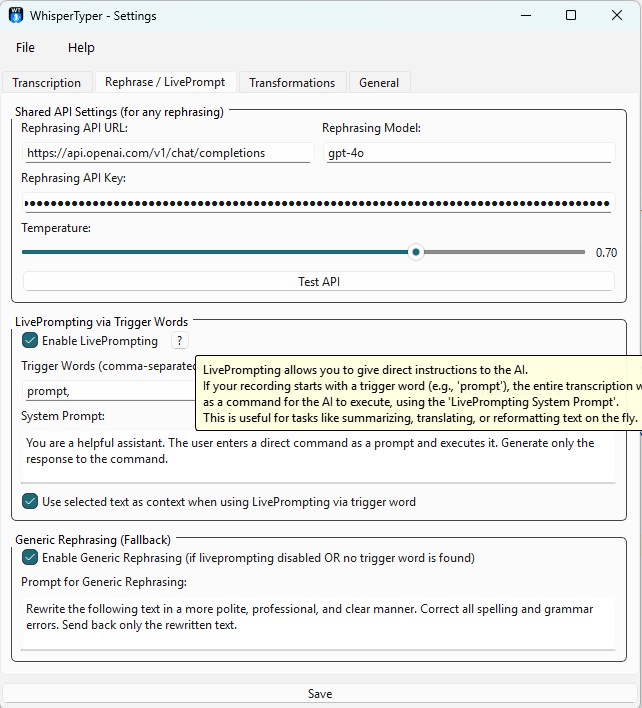 WhisperTyper - Settings
File Help
Transcription Rephrase / LivePrompt Transformations General
Shared API Settings (for any rephrasing)
Rephrasing API URL: Rephrasing Model:
https://api.openai.com/v1/chat/completions gpt-4o
Rephrasing API Key:
Temperature:
0.70
Test API
LivePrompting via Trigger Words
Enable LivePrompting ?
Trigger Words (comma-separated
LivePrompting allows you to give direct instructions to the AI.
If your recording starts with a trigger word (e.g., 'prompt'), the entire transcription w
as a command for the AI to execute, using the 'LivePrompting System Prompt'.
This is useful for tasks like summarizing, translating, or reformatting text on the fly.
prompt,
System Prompt:
You are a helpful assistant. The user enters a direct command as a prompt and executes it. Generate only the
response to the command.
Use selected text as context when using LivePrompting via trigger word
Generic Rephrasing (Fallback)
Enable Generic Rephrasing (if liveprompting disabled OR no trigger word is found)
Prompt for Generic Rephrasing:
Rewrite the following text in a more polite, professional, and clear manner. Correct all spelling and grammar
errors. Send back only the rewritten text.
Save